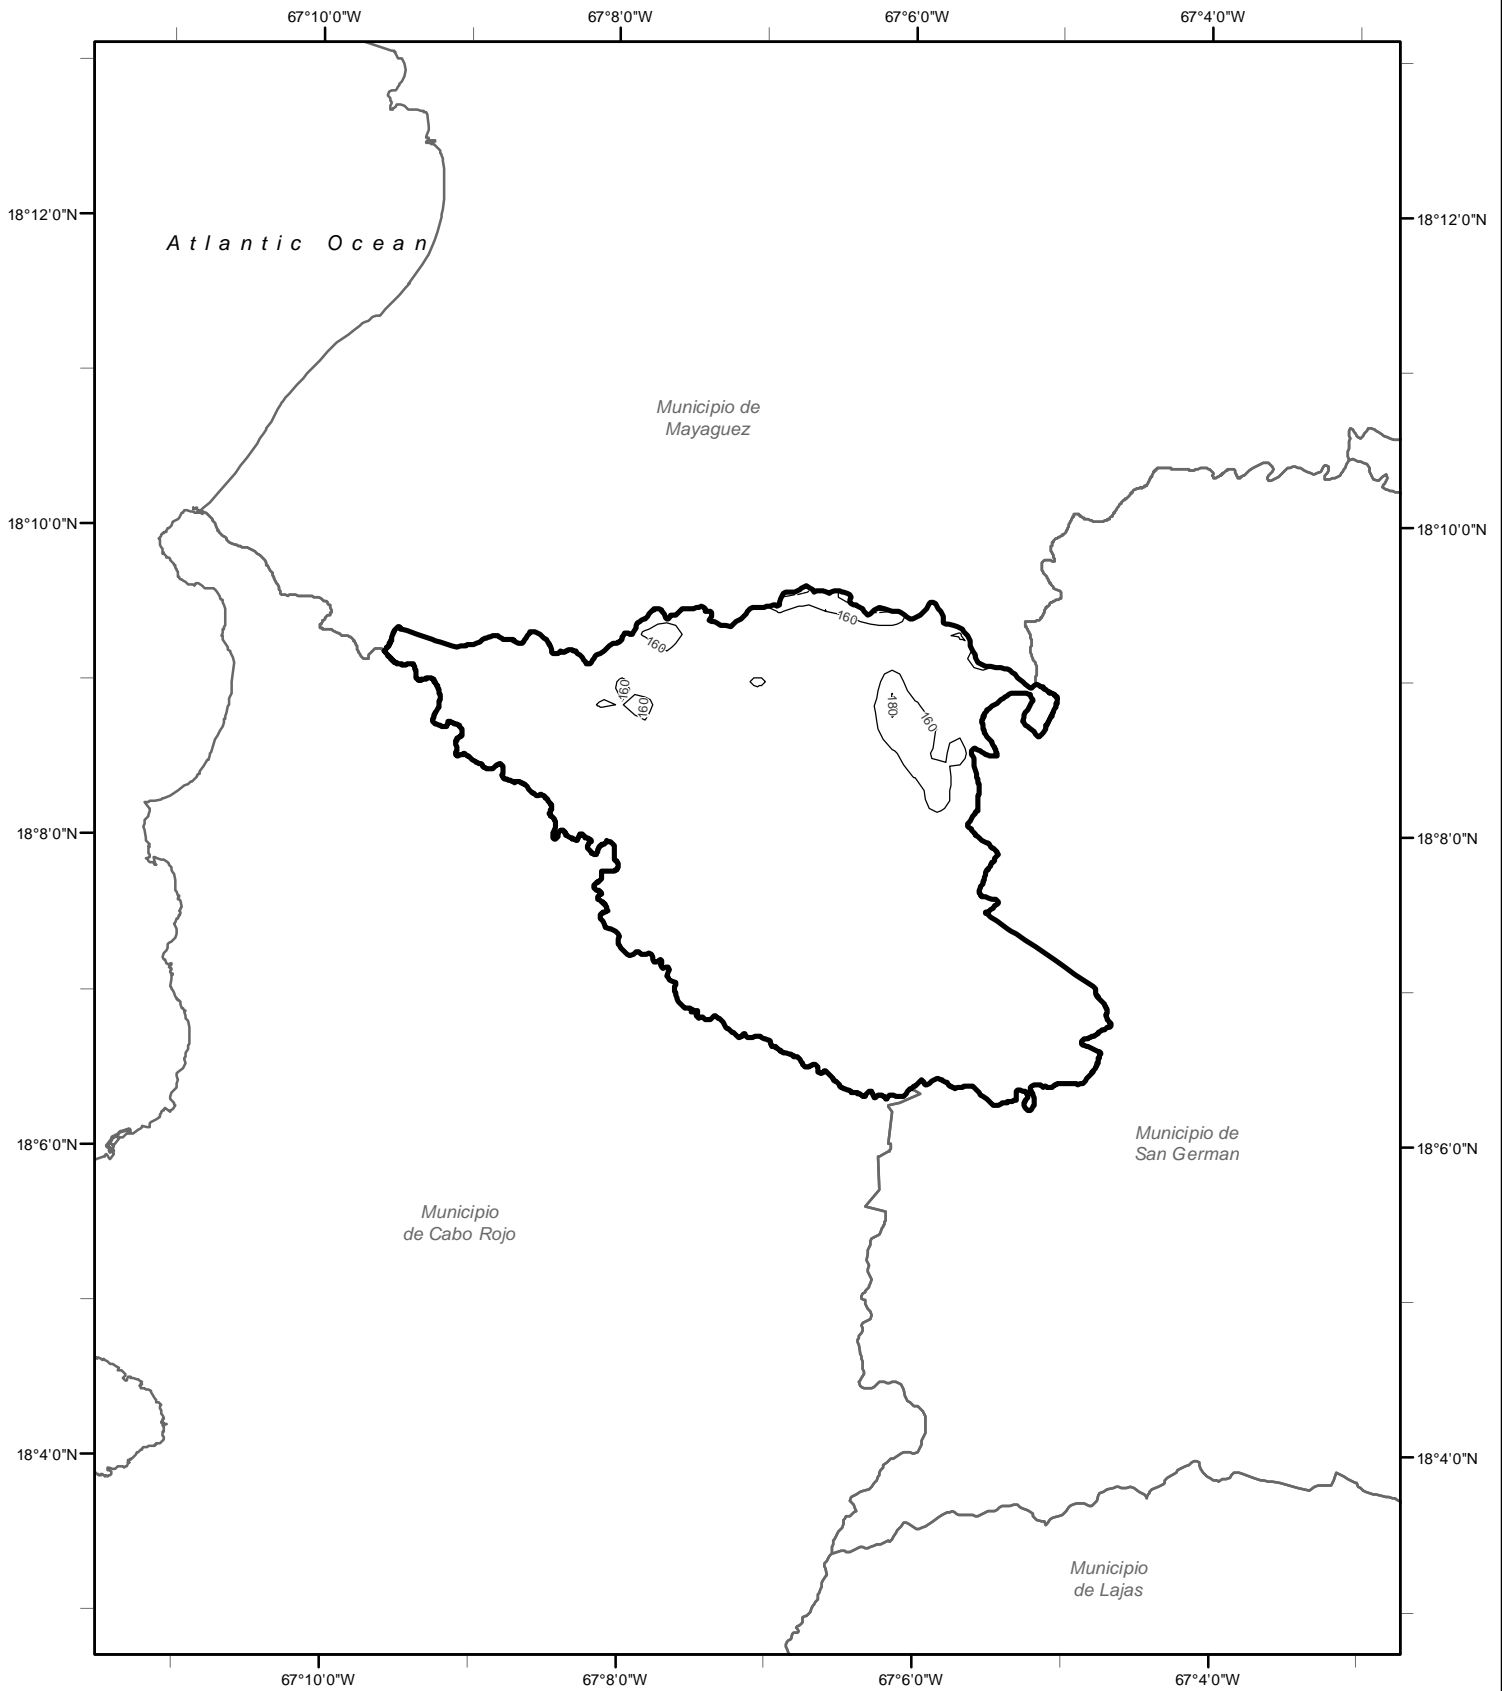 67°10'0"W 67°8'0"W 67°6'0"W 67°4'0"W
18°12'0"N 18°12'0"N
Atlantic Ocean
Municipio de
Mayaguez
18°10'0"N 18°10'0"N
160
160
160
160
180
160
18°8'0"N 18°8'0"N
Municipio de
San German
18°6'0"N 18°6'0"N
Municipio
de Cabo Rojo
18°4'0"N 18°4'0"N
Municipio
de Lajas
67°10'0"W 67°8'0"W 67°6'0"W 67°4'0"W